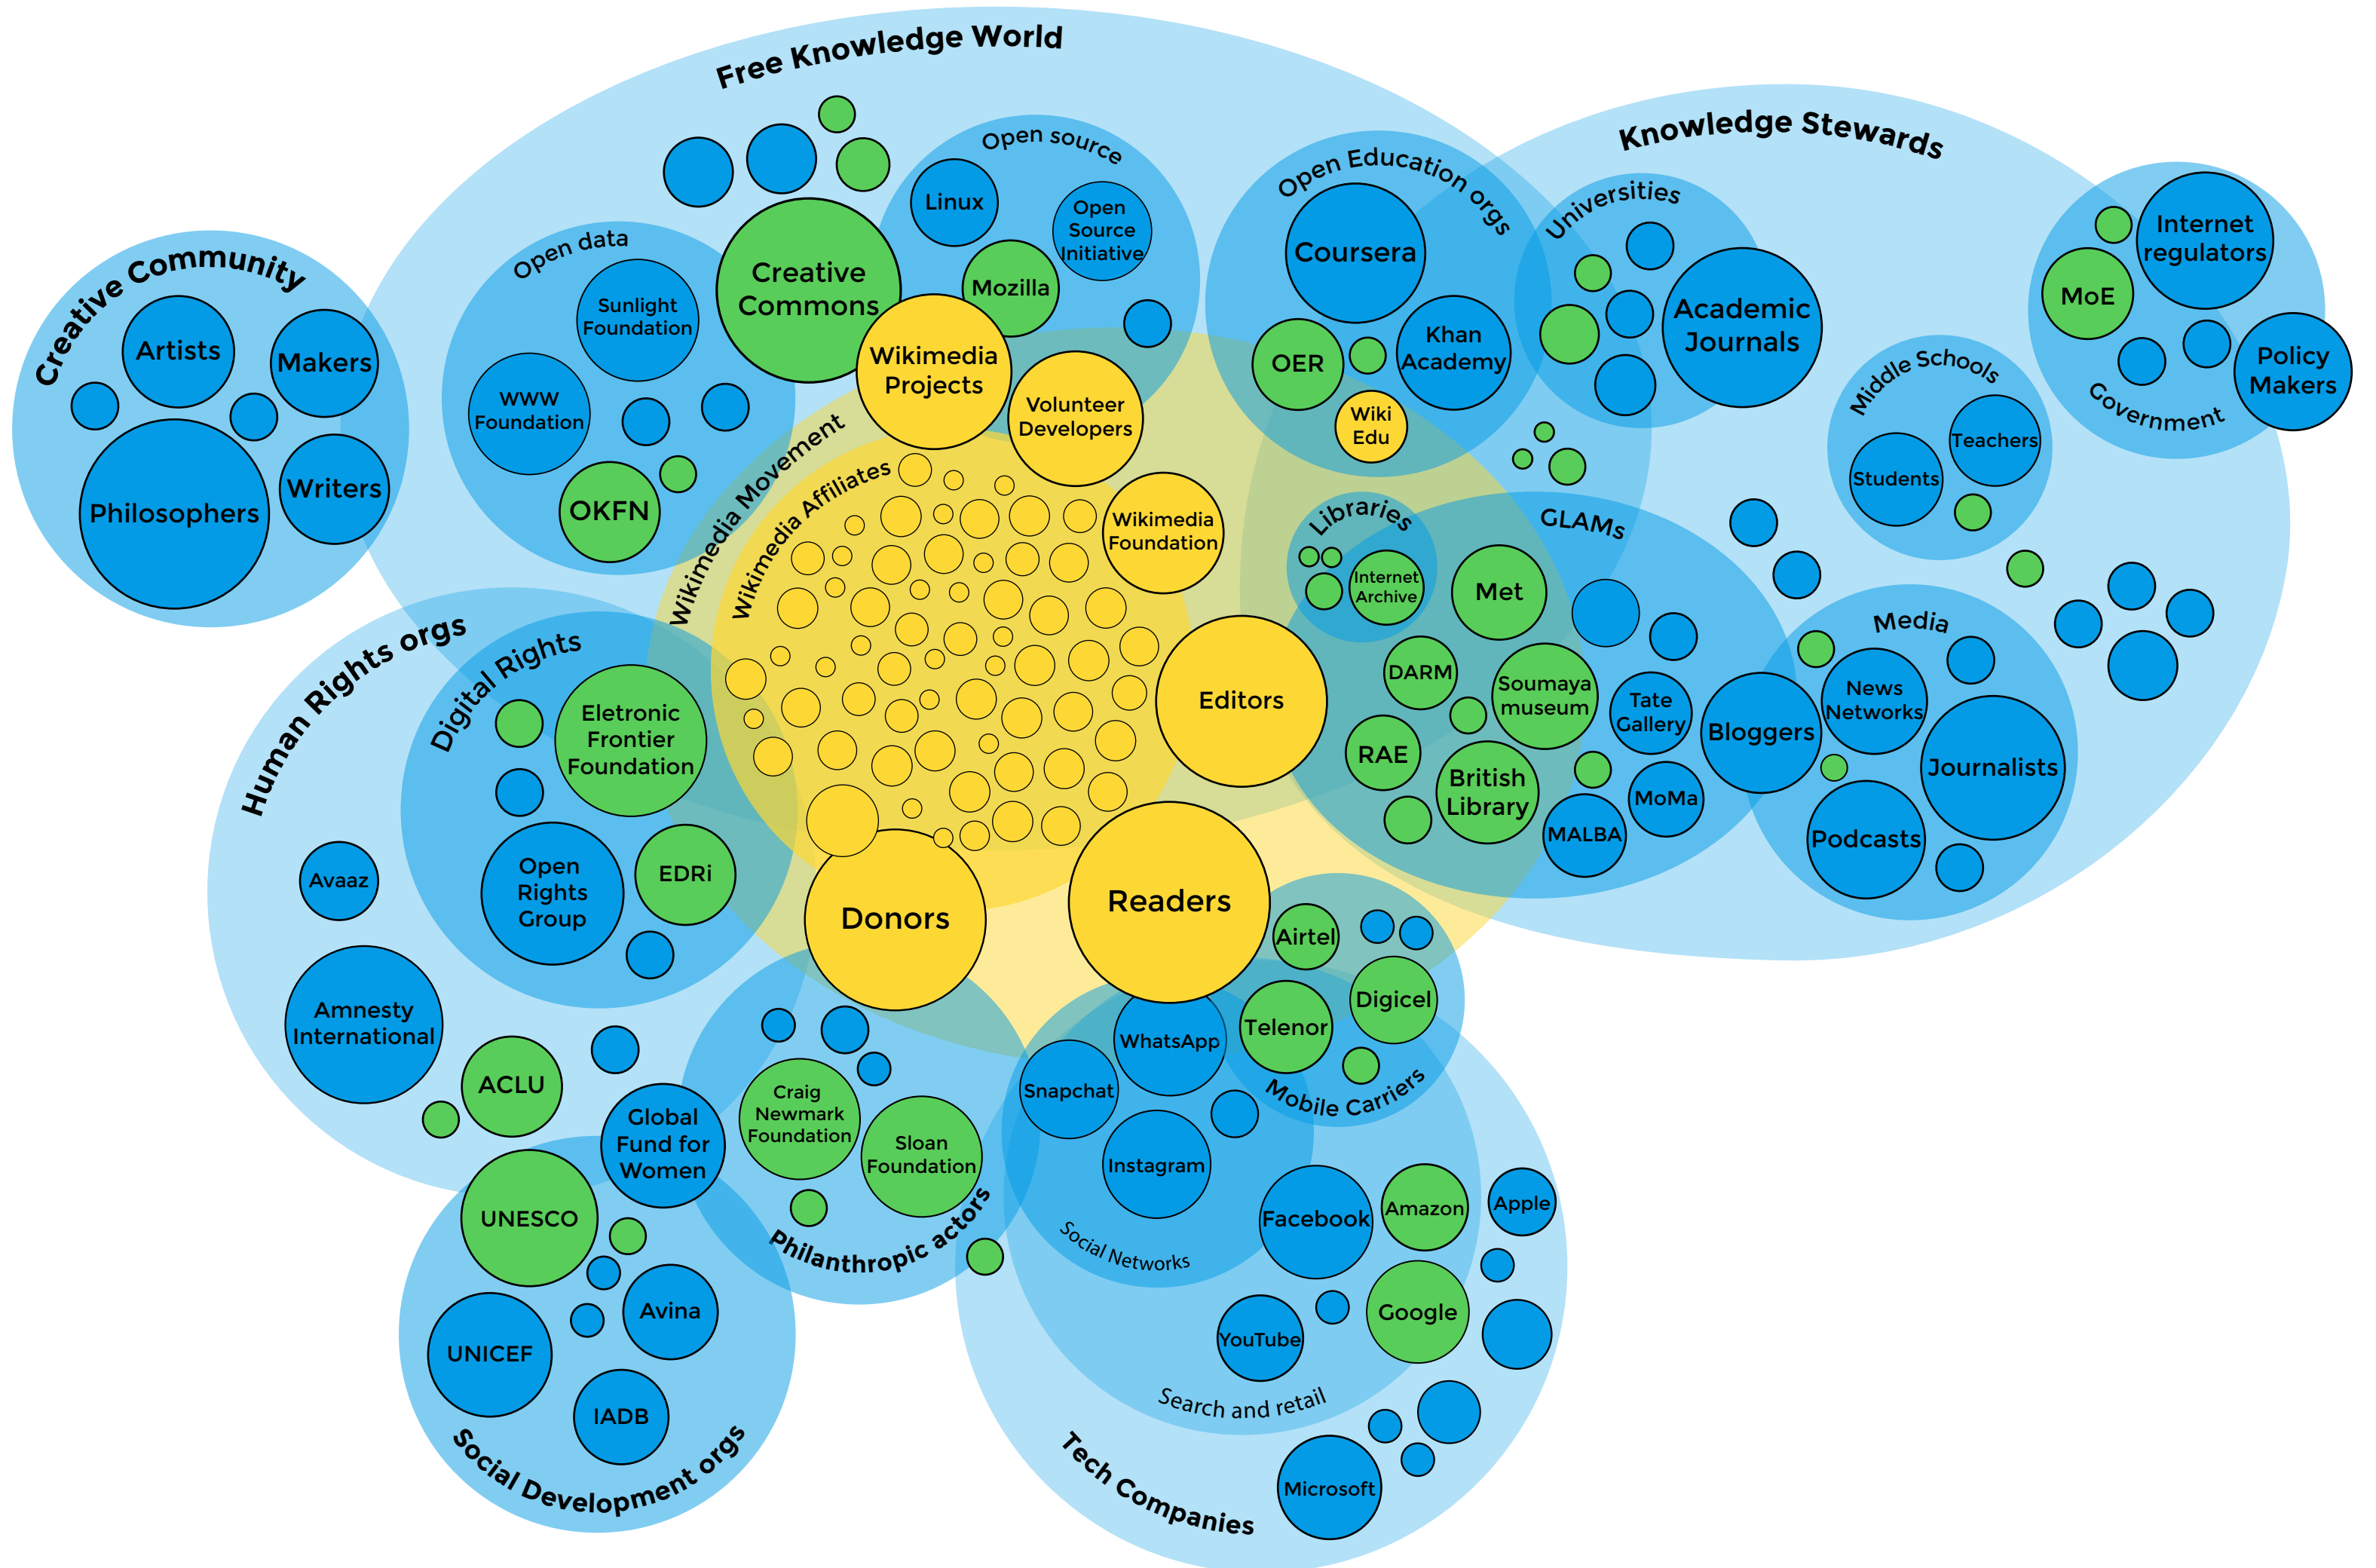 Free Knowledge World
Knowledge Stewards
Open source
Linux
Open
Source
Initiative
Mozilla
Open Education orgs
Coursera
Khan
Academy
OER
Wiki
Edu
Universities
Academic
Journals
Internet
regulators
MoE
Policy
Makers
Government
Middle Schools
Teachers
Students
Creative Community
Artists
Makers
Philosophers
Writers
Open data
Sunlight
Foundation
WWW
Foundation
OKFN
Creative
Commons
Wikimedia
Projects
Volunteer
Developers
Wikimedia
Foundation
Wikimedia Movement
Wikimedia Affiliates
Editors
Readers
Donors
Libraries
Internet
Archive
GLAMs
Met
DARM
Soumaya
museum
RAE
British
Library
Tate
Gallery
MoMa
MALBA
Bloggers
Media
News
Networks
Journalists
Podcasts
Human Rights orgs
Digital Rights
Eletronic
Frontier
Foundation
Open
Rights
Group
EDRi
Avaaz
Amnesty
International
ACLU
Global
Fund for
Women
UNESCO
UNICEF
Avina
IADB
Social Development orgs
Craig
Newmark
Foundation
Sloan
Foundation
Philanthropic actors
Airtel
Digicel
Telenor
Mobile Carriers
WhatsApp
Snapchat
Instagram
Social Networks
Facebook
Amazon
Apple
Google
YouTube
Search and retail
Microsoft
Tech Companies